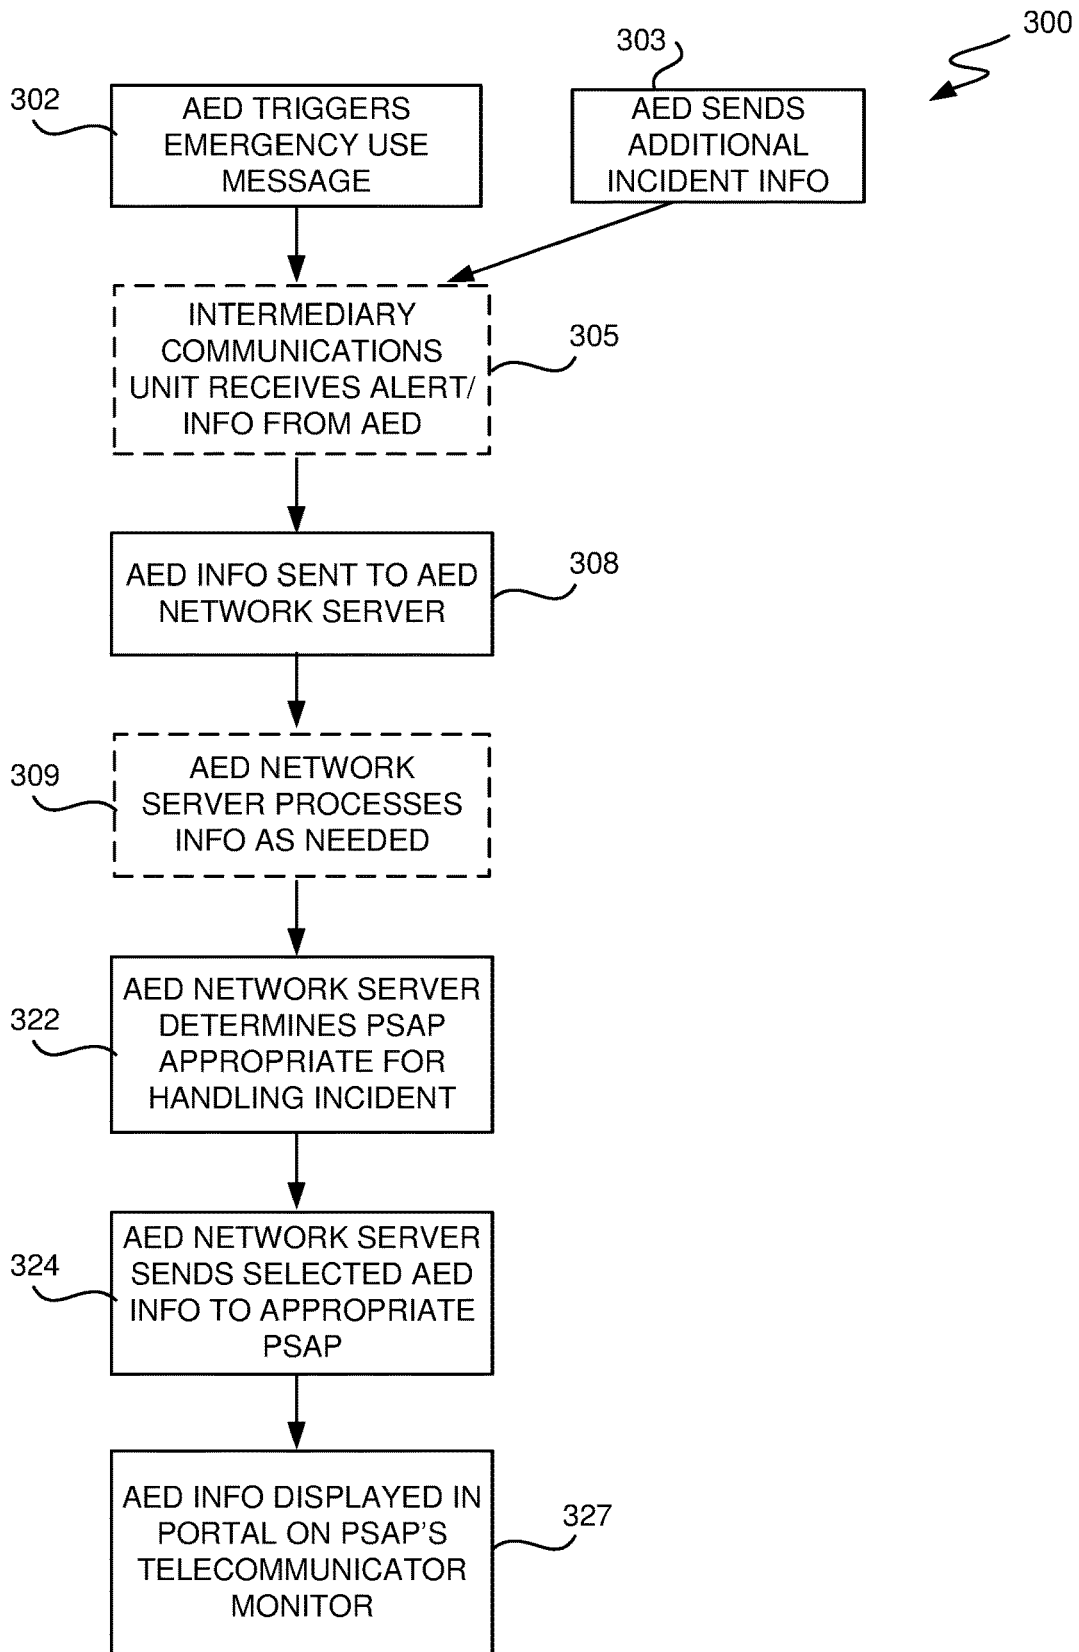 300
303
302
AED TRIGGERS
EMERGENCY USE
MESSAGE
AED SENDS
ADDITIONAL
INCIDENT INFO
INTERMEDIARY
COMMUNICATIONS
UNIT RECEIVES ALERT/
INFO FROM AED
305
AED INFO SENT TO AED
NETWORK SERVER
308
309
AED NETWORK
SERVER PROCESSES
INFO AS NEEDED
322
AED NETWORK SERVER
DETERMINES PSAP
APPROPRIATE FOR
HANDLING INCIDENT
324
AED NETWORK SERVER
SENDS SELECTED AED
INFO TO APPROPRIATE
PSAP
AED INFO DISPLAYED IN
PORTAL ON PSAP'S
TELECOMMUNICATOR
MONITOR
327